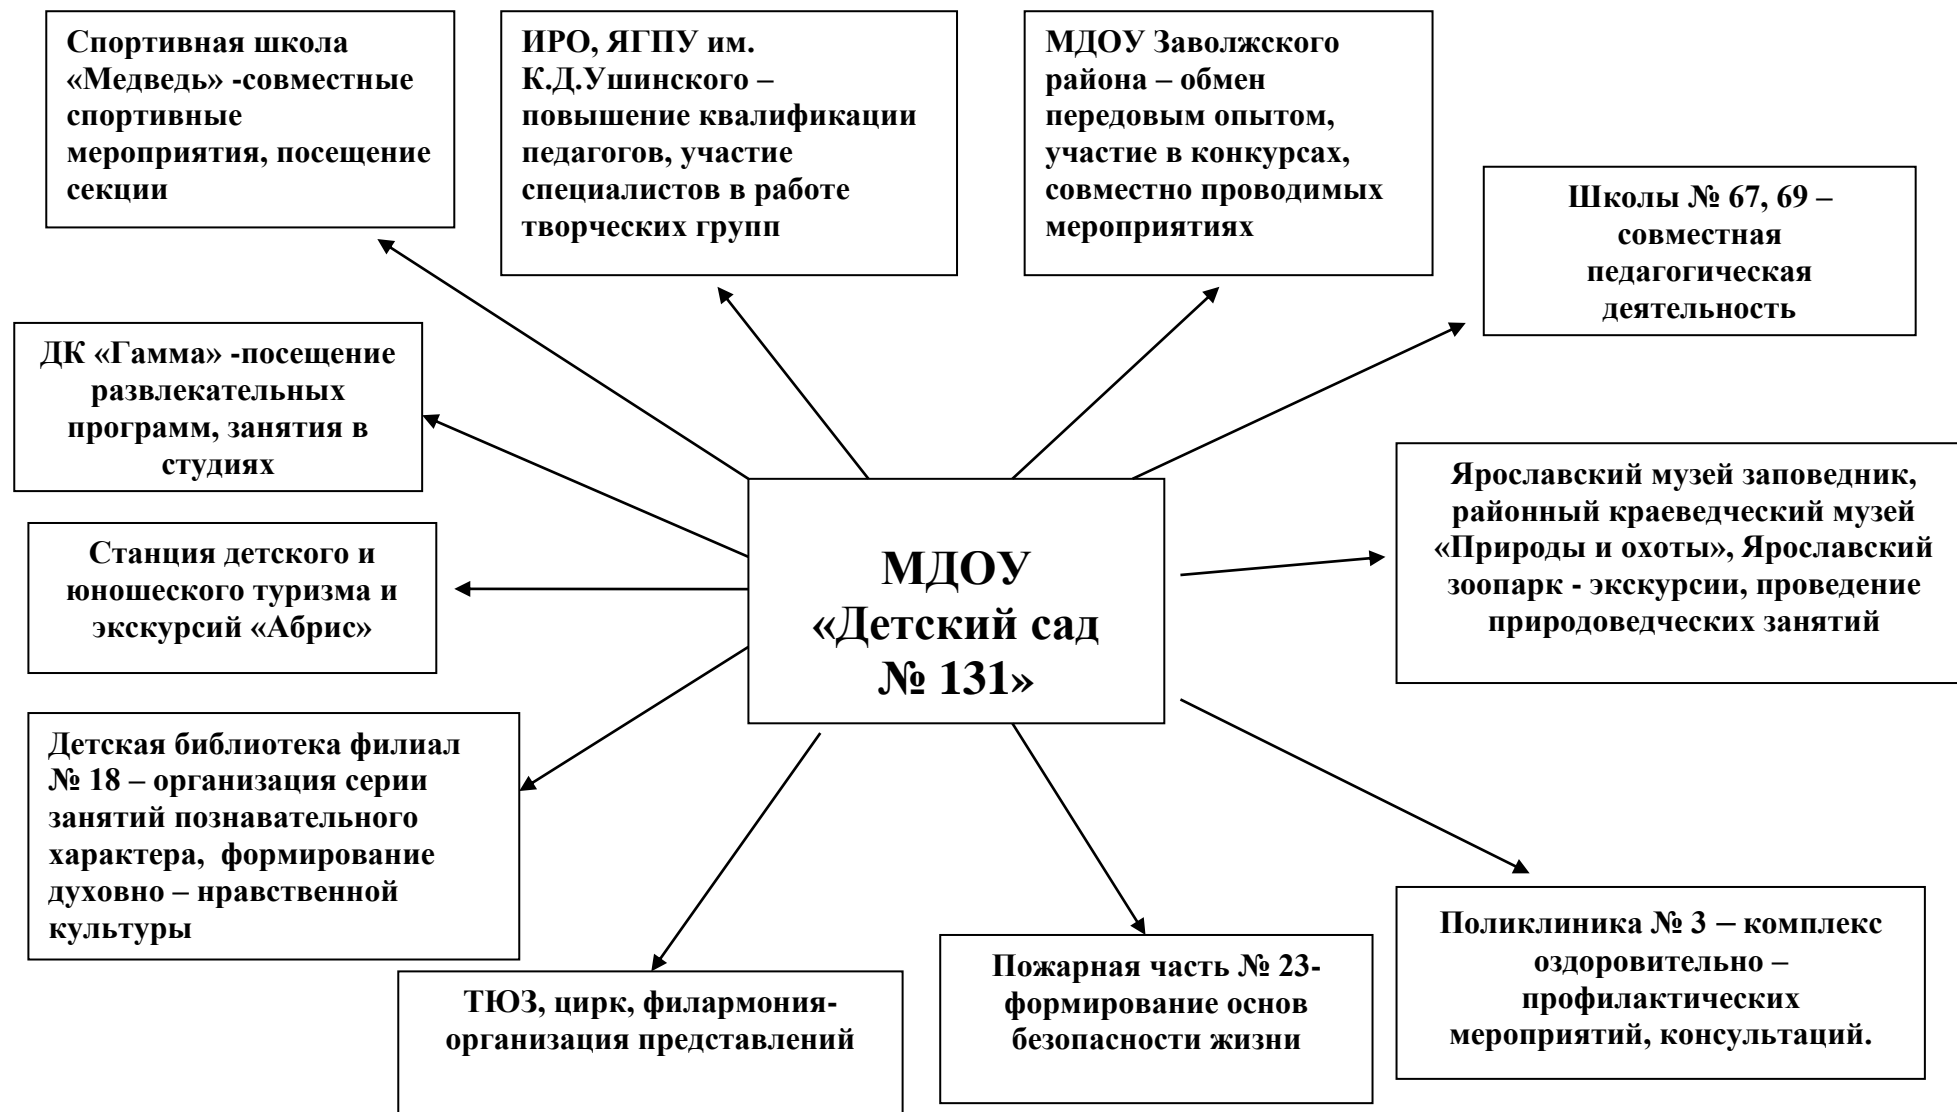 Спортивная школа
«Медведь» -совместные
спортивные
мероприятия, посещение
секции
ИРО, ЯГПУ им.
К.Д.Ушинского –
повышение квалификации
педагогов, участие
специалистов в работе
творческих групп
МДОУ Заволжского
района – обмен
передовым опытом,
участие в конкурсах,
совместно проводимых
мероприятиях
Школы № 67, 69 –
совместная
педагогическая
деятельность
ДК «Гамма» -посещение
развлекательных
программ, занятия в
студиях
Ярославский музей заповедник,
районный краеведческий музей
«Природы и охоты», Ярославский
зоопарк - экскурсии, проведение
природоведческих занятий
Станция детского и
юношеского туризма и
экскурсий «Абрис»
МДОУ
«Детский сад
№ 131»
Детская библиотека филиал
№ 18 – организация серии
занятий познавательного
характера,  формирование
духовно – нравственной
культуры
Поликлиника № 3 – комплекс
оздоровительно –
профилактических
мероприятий, консультаций.
ТЮЗ, цирк, филармония-
организация представлений
Пожарная часть № 23-
формирование основ
безопасности жизни